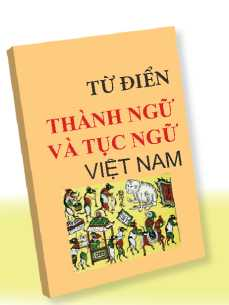 TỪ ĐIỂN
THÀNH NGỮ
VÀ TỤC NGỮ
VIỆT NAM